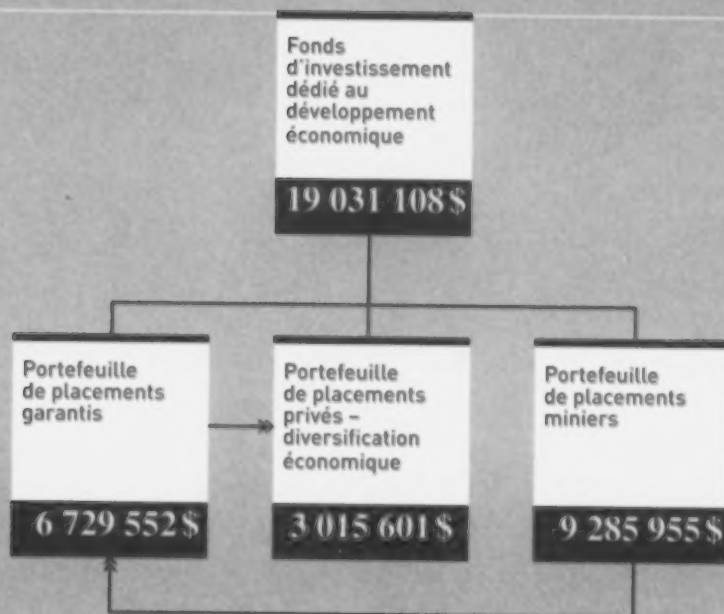 Fonds
d'investissement
dédié au
développement
économique
19 031 108 $
Portefeuille
de placements
garantis
6 729 552 $
Portefeuille
de placements
privés –
diversification
économique
3 015 601 $
Portefeuille
de placements
miniers
9 285 955 $